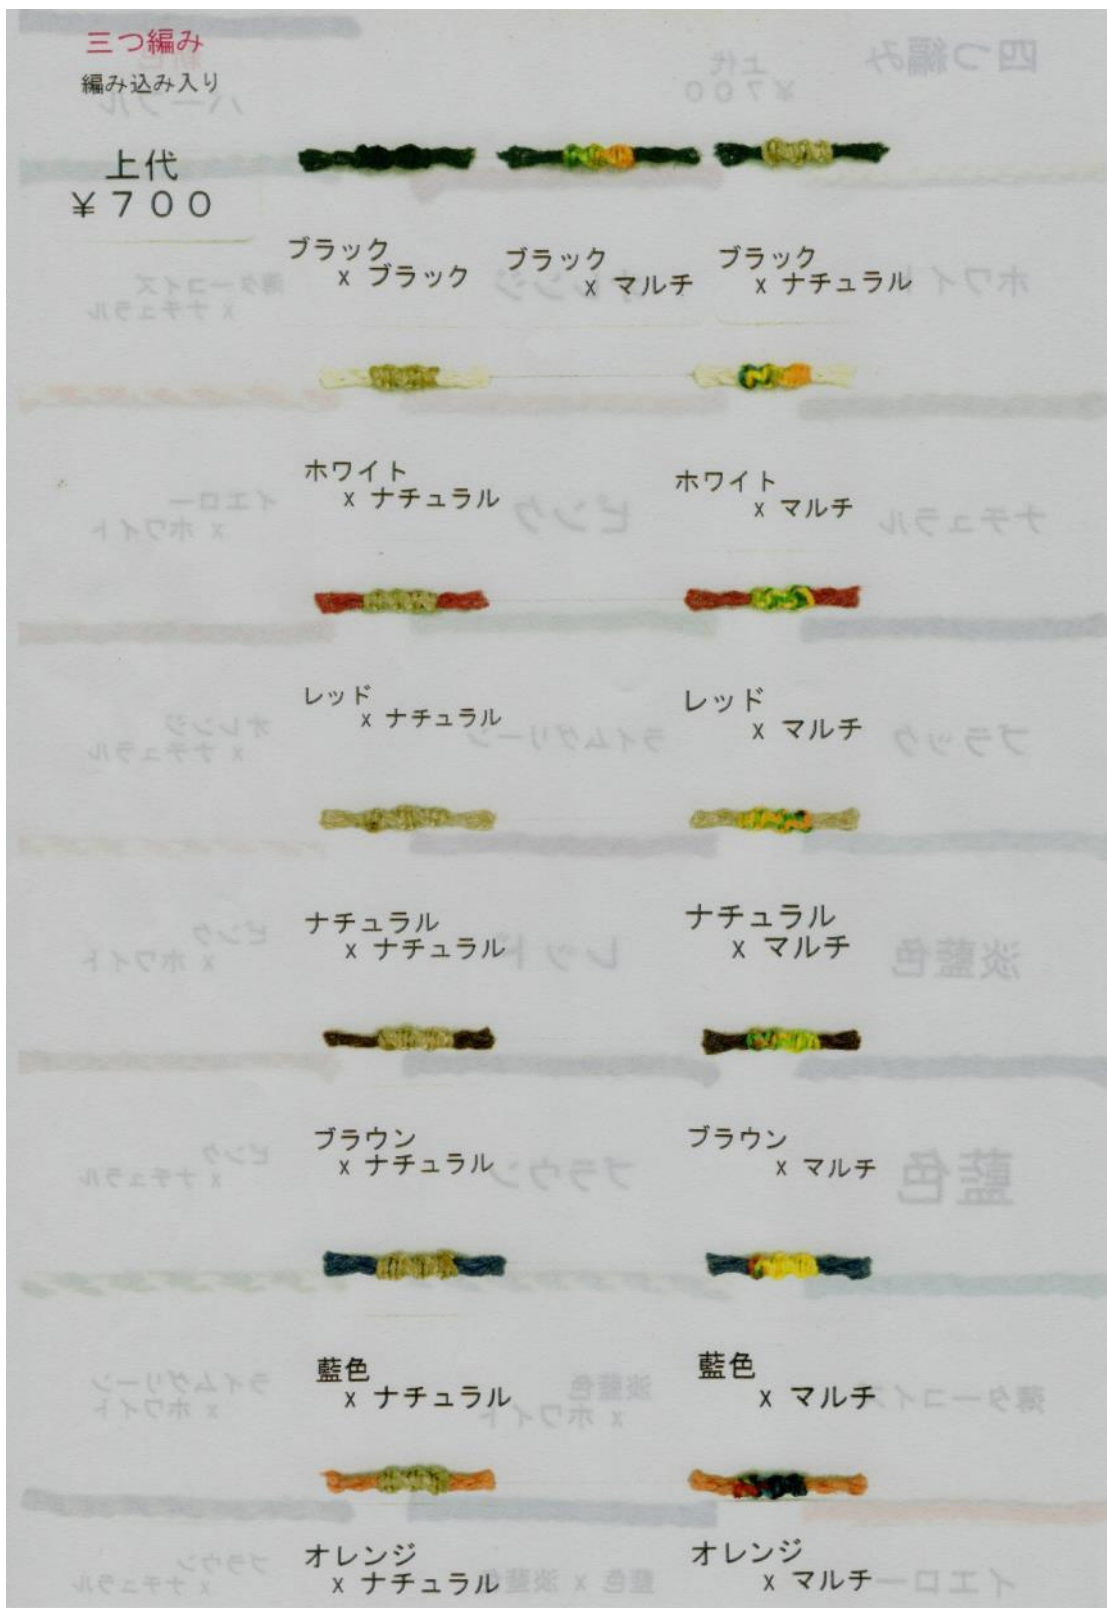 三つ編み
編み込み入り
上代
¥700
ブラック
x ブラック
ブラック
x マルチ
ブラック
x ナチュラル
ホワイト
x ナチュラル
ホワイト
x マルチ
レッド
x ナチュラル
レッド
x マルチ
ナチュラル
x ナチュラル
ナチュラル
x マルチ
ブラウン
x ナチュラル
ブラウン
x マルチ
藍色
x ナチュラル
藍色
x マルチ
オレンジ
x ナチュラル
オレンジ
x マルチ